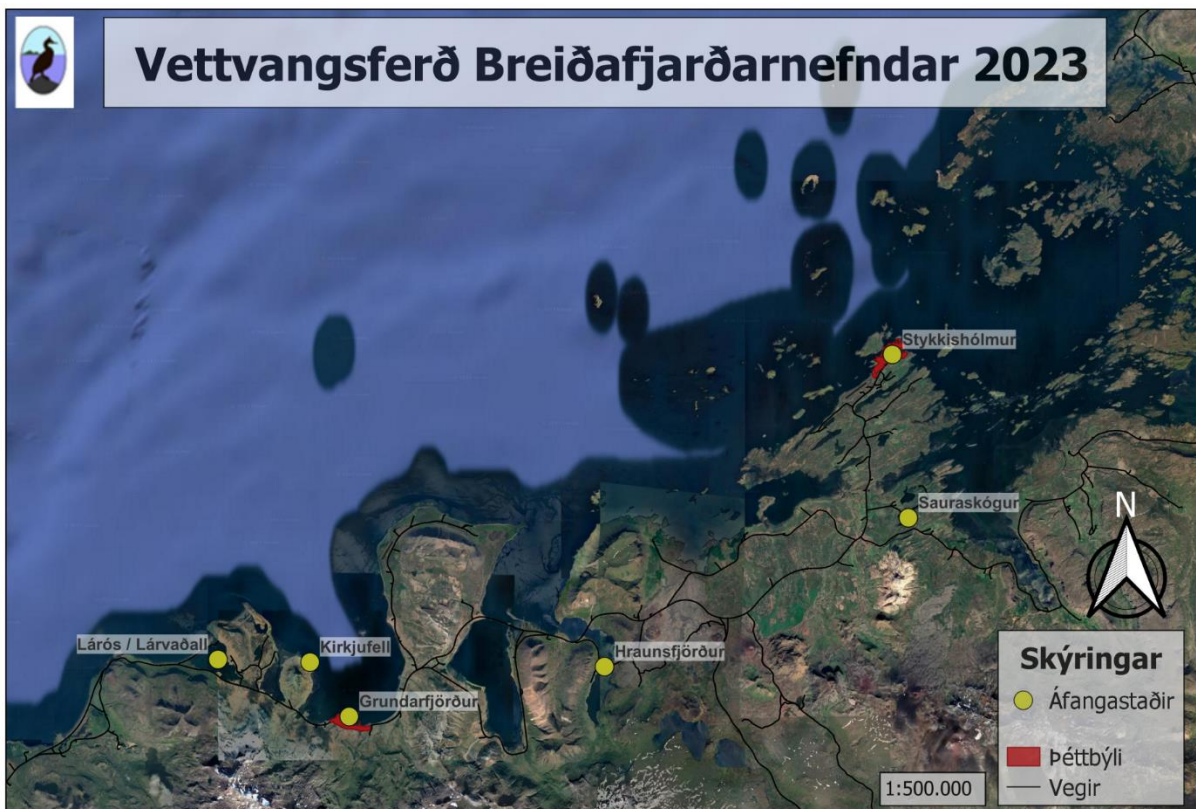 Vettvangsferð Breiðafjarðarnefndar 2023
Stykkishólmur
Sauraskógur
N
Lárós / Lárvaðall
Kirkjufell
Hraunsfjörður
Grundarfjörður
Skýringar
Áfangastaðir
Þéttbýli
Vegir
1:500.000